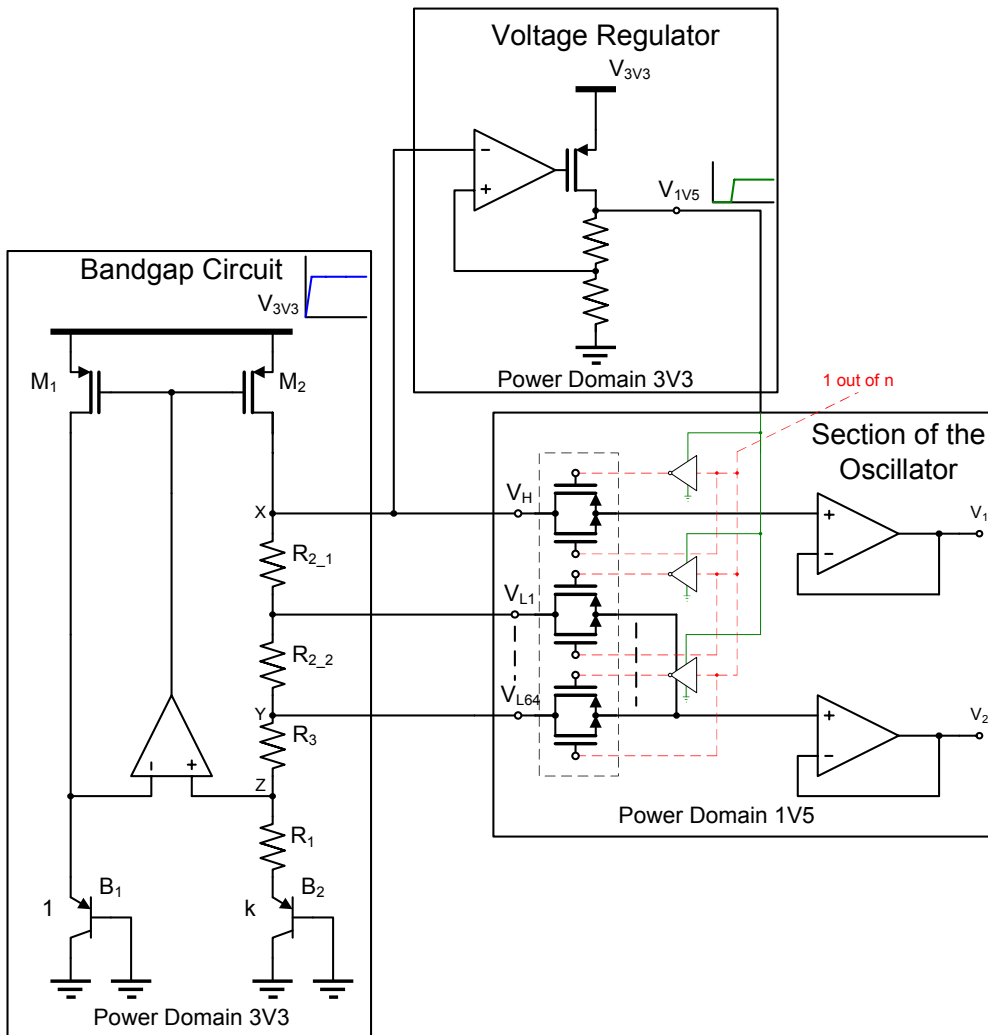 Voltage Regulator
V3V3
−
+
V1V5
Power Domain 3V3
Bandgap Circuit
V3V3
M1
M2
X
R2_1
R2_2
Y
R3
Z
− +
R1
B1
B2
1
k
Power Domain 3V3
1 out of n
Section of the
Oscillator
VH
VL1
VL64
+
−
V1
+
−
V2
Power Domain 1V5